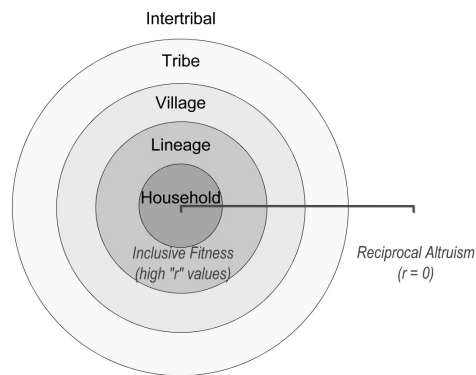 Intertribal
Tribe
Village
Lineage
Household
Inclusive Fitness
(high "r" values)
Reciprocal Altruism
(r = 0)